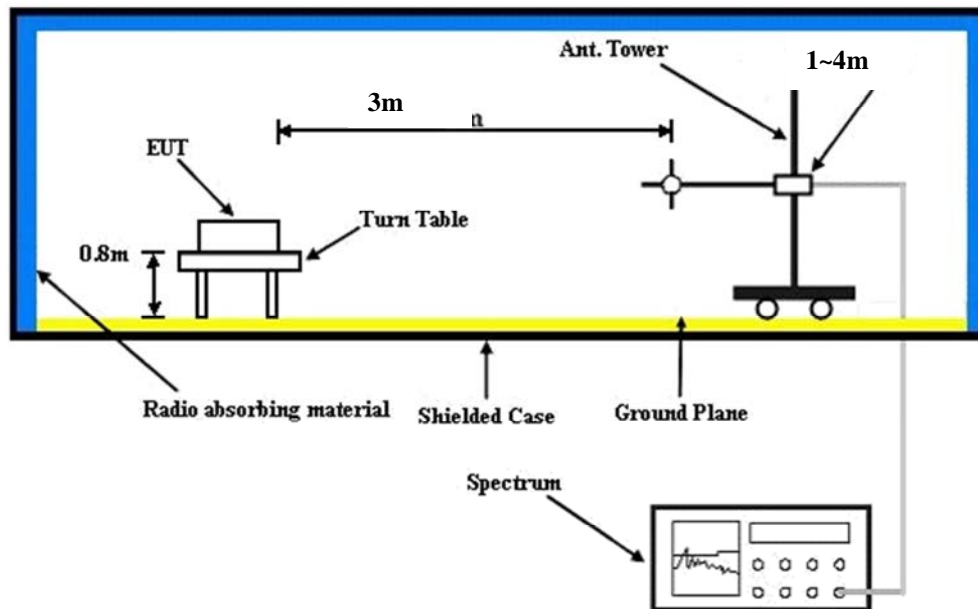 Ant. Tower
1~4m
3m
n
EUT
Turn Table
0.8m
Radio absorbing material
Shielded Case
Ground Plane
Spectrum